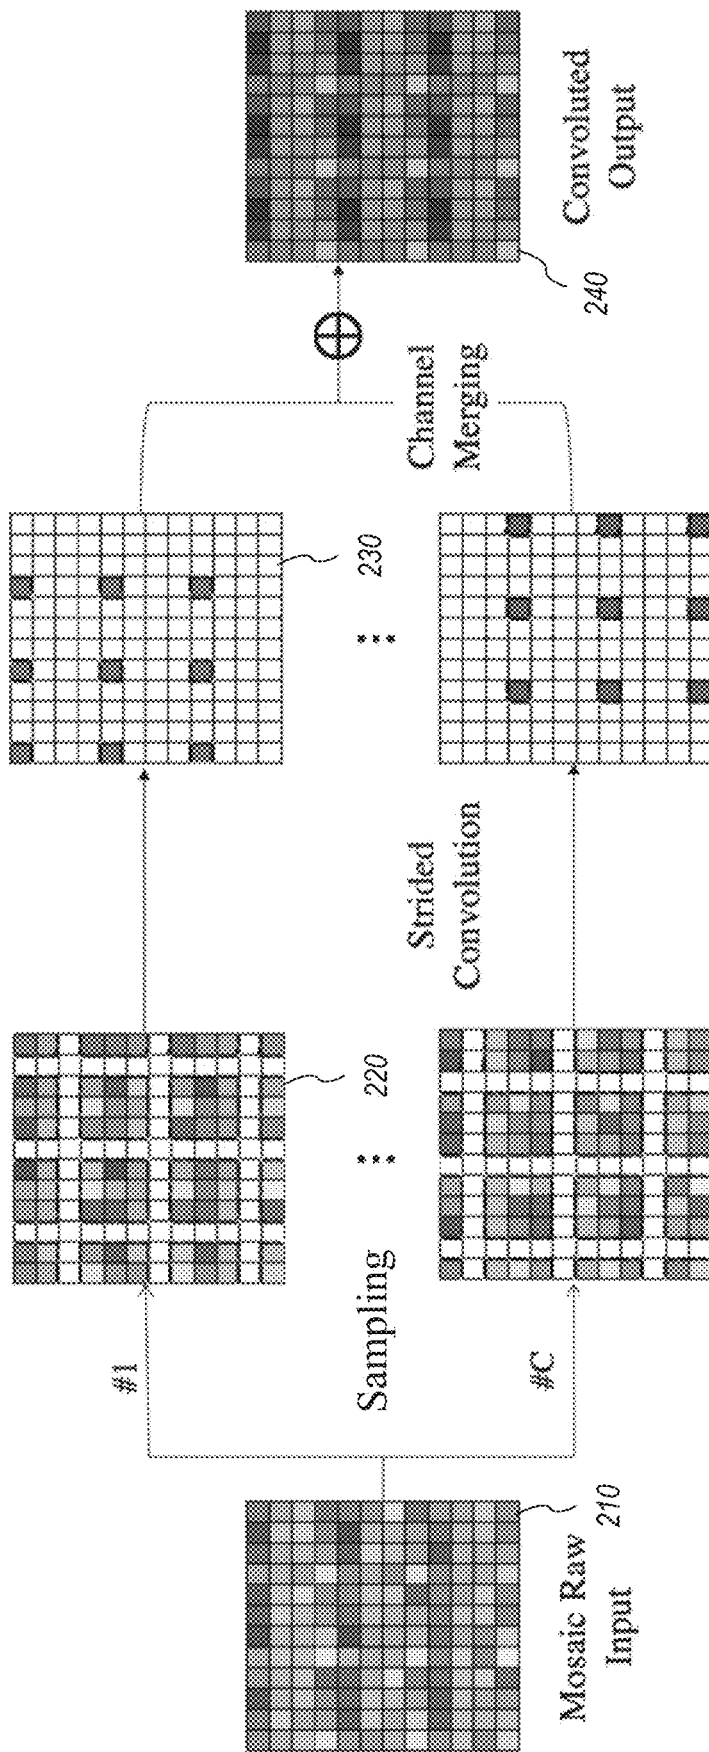 Mosaic Raw
Input
210
#1
Sampling
#C
220
Strided
Convolution
230
Channel
Merging
240
Convoluted
Output